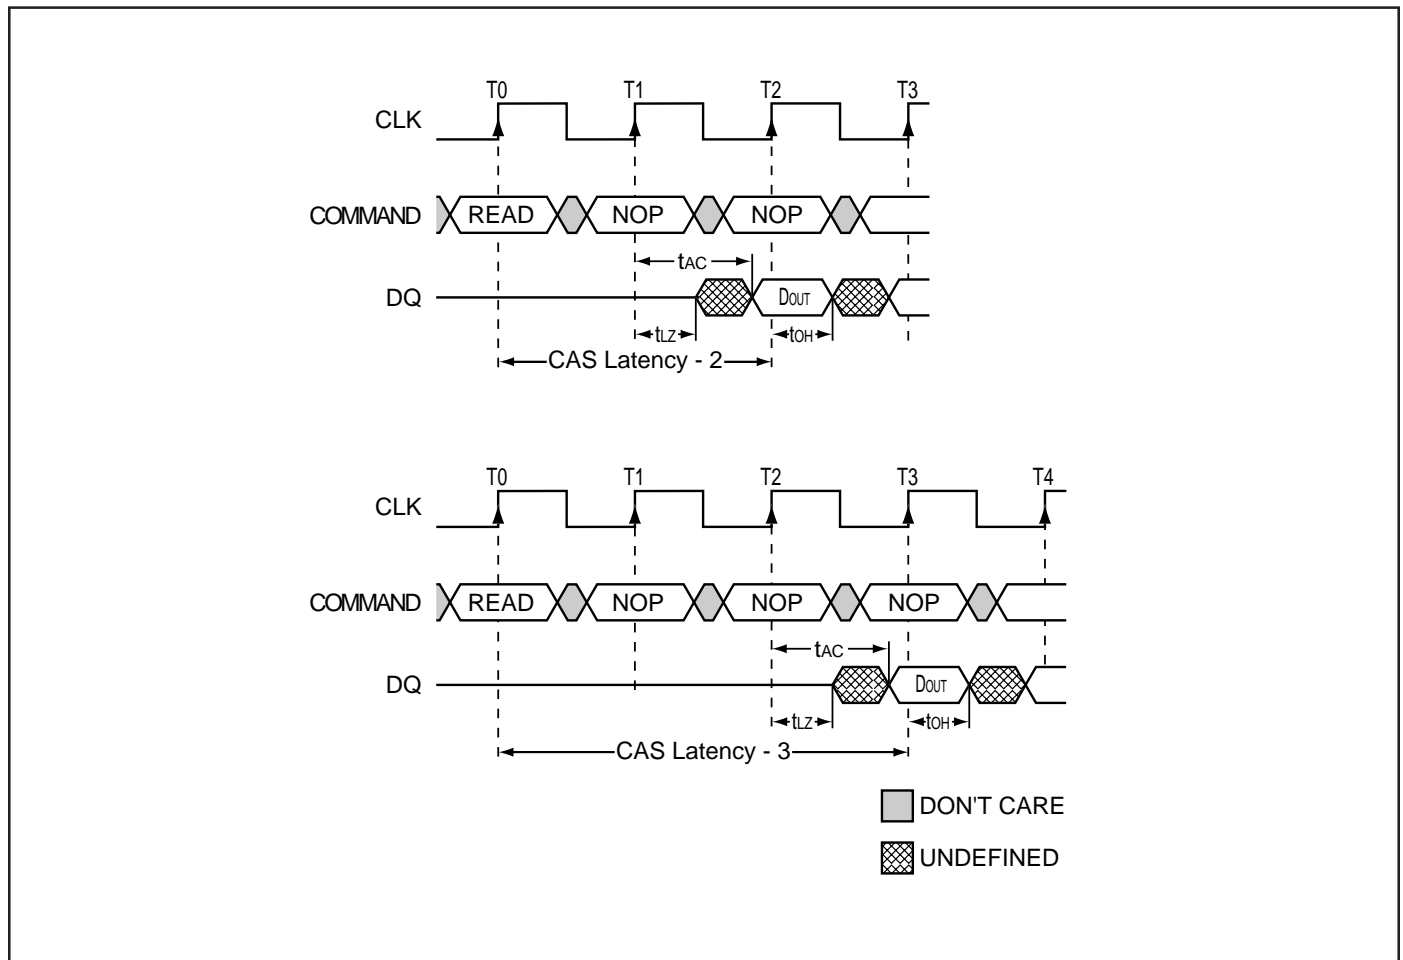 T0 T1 T2 T3
CLK
COMMAND READ NOP NOP
tAC
DQ DOUT
tLZ tOH
CAS Latency - 2
T0 T1 T2 T3 T4
CLK
COMMAND READ NOP NOP NOP
tAC
DQ DOUT
tLZ tOH
CAS Latency - 3
DON'T CARE
UNDEFINED